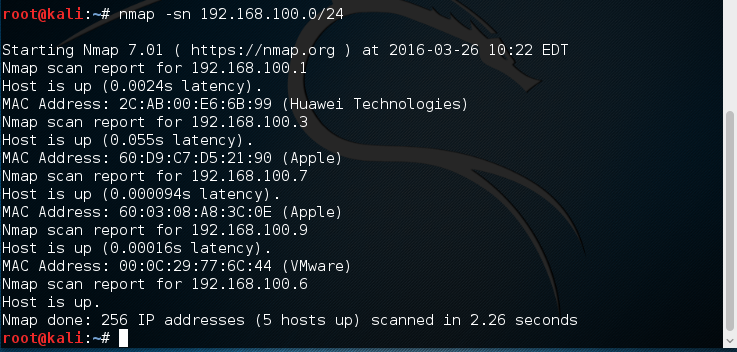 root@kali:~# nmap -sn 192.168.100.0/24
Starting Nmap 7.01 ( https://nmap.org ) at 2016-03-26 10:22 EDT
Nmap scan report for 192.168.100.1
Host is up (0.0024s latency).
MAC Address: 2C:AB:00:E6:6B:99 (Huawei Technologies)
Nmap scan report for 192.168.100.3
Host is up (0.055s latency).
MAC Address: 60:D9:C7:D5:21:90 (Apple)
Nmap scan report for 192.168.100.7
Host is up (0.000094s latency).
MAC Address: 60:03:08:A8:3C:0E (Apple)
Nmap scan report for 192.168.100.9
Host is up (0.00016s latency).
MAC Address: 00:0C:29:77:6C:44 (VMware)
Nmap scan report for 192.168.100.6
Host is up.
Nmap done: 256 IP addresses (5 hosts up) scanned in 2.26 seconds
root@kali:~#